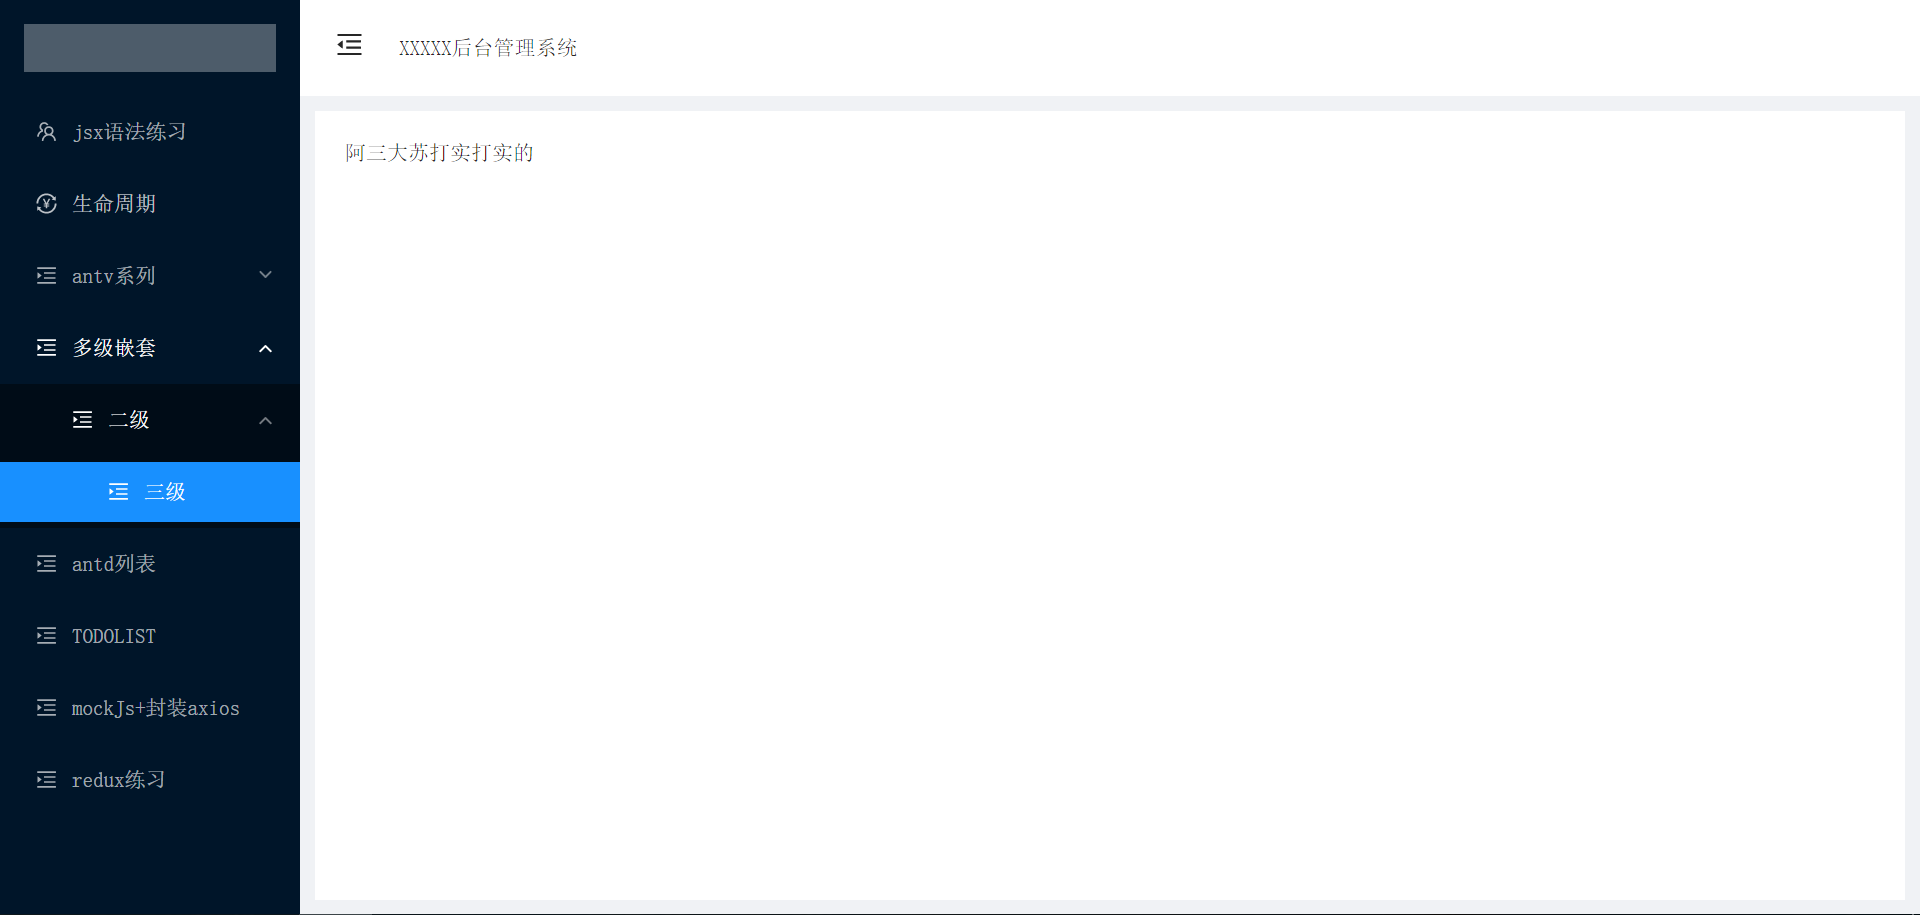 XXXXX后台管理系统
jsx语法练习
生命周期
antv系列
多级嵌套
二级
三级
antd列表
TODOLIST
mockJs+封装axios
redux练习
阿三大苏打实打实的